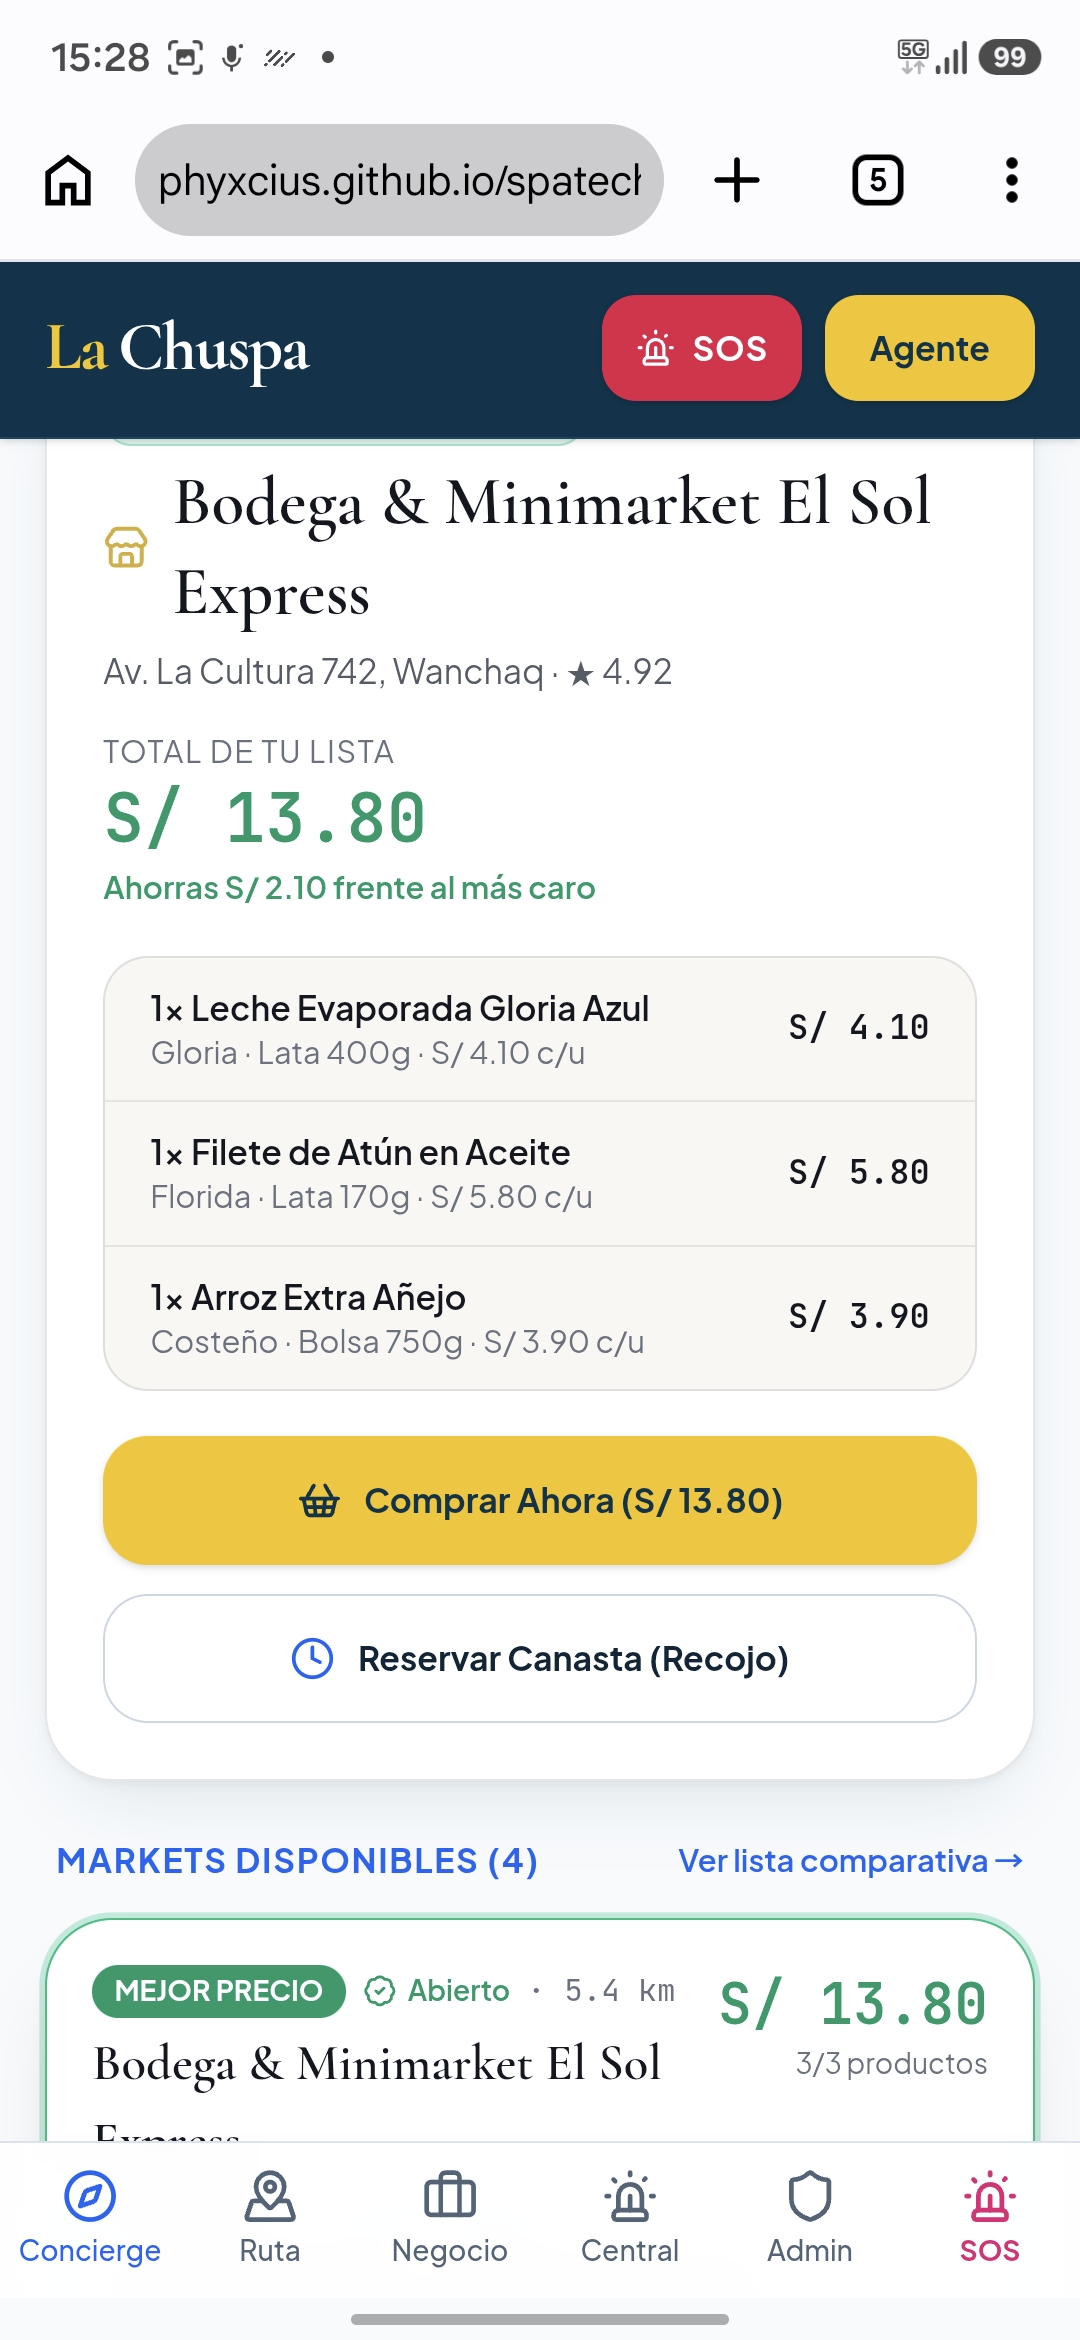 15:28
5G
99
phyxcius.github.io/spatech
5
La Chuspa
SOS
Agente
Bodega & Minimarket El Sol
Express
Av. La Cultura 742, Wanchaq · ★ 4.92
TOTAL DE TU LISTA
S/ 13.80
Ahorras S/ 2.10 frente al más caro
1× Leche Evaporada Gloria Azul
Gloria · Lata 400g · S/ 4.10 c/u
S/ 4.10
1× Filete de Atún en Aceite
Florida · Lata 170g · S/ 5.80 c/u
S/ 5.80
1× Arroz Extra Añejo
Costeño · Bolsa 750g · S/ 3.90 c/u
S/ 3.90
Comprar Ahora (S/ 13.80)
Reservar Canasta (Recojo)
MARKETS DISPONIBLES (4)
Ver lista comparativa →
MEJOR PRECIO
Abierto · 5.4 km
S/ 13.80
Bodega & Minimarket El Sol
3/3 productos
Express
Concierge
Ruta
Negocio
Central
Admin
SOS